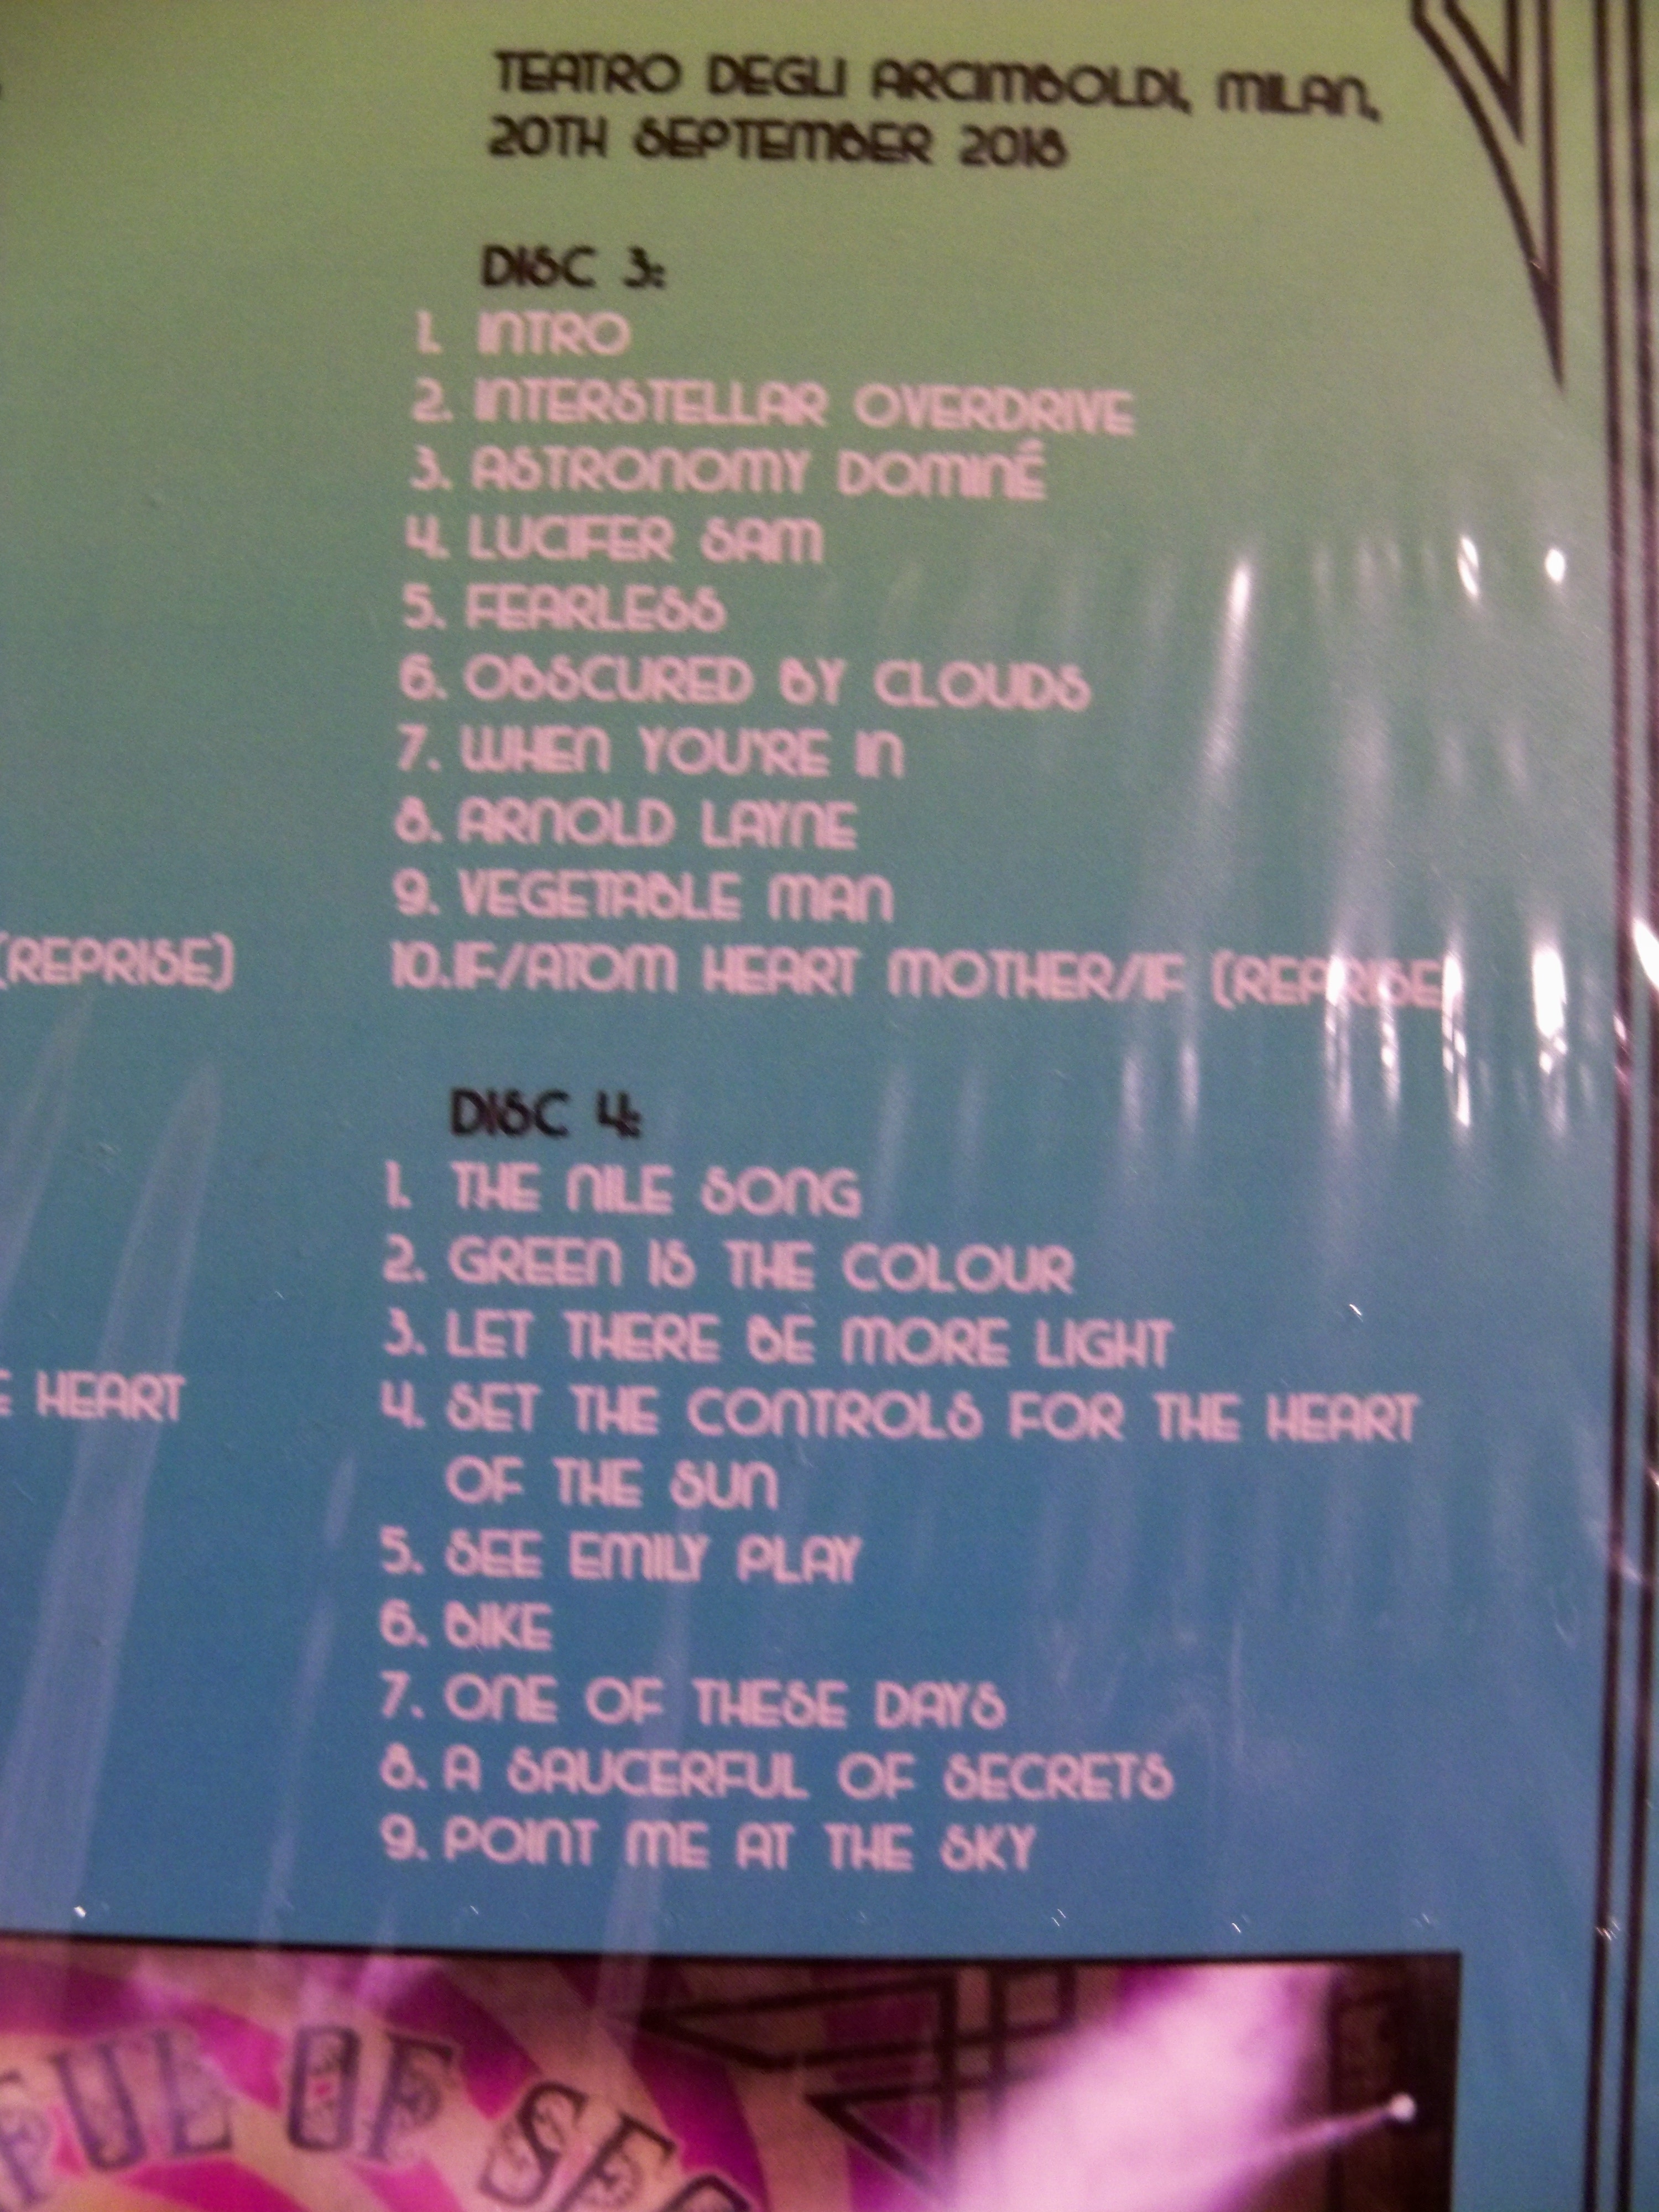 TEATRO DEGLI ARCIMBOLDI, MILAN,
20TH SEPTEMBER 2018
DISC 3:
1. INTRO
2. INTERSTELLAR OVERDRIVE
3. ASTRONOMY DOMINÉ
4. LUCIFER SAM
5. FEARLESS
6. OBSCURED BY CLOUDS
7. WHEN YOU'RE IN
8. ARNOLD LAYNE
9. VEGETABLE MAN
(REPRISE)
10.IF/ATOM HEART MOTHER/IF (REPRISE)
DISC 4:
1. THE NILE SONG
2. GREEN IS THE COLOUR
3. LET THERE BE MORE LIGHT
HEART
4. SET THE CONTROLS FOR THE HEART
OF THE SUN
5. SEE EMILY PLAY
6. BIKE
7. ONE OF THESE DAYS
8. A SAUCERFUL OF SECRETS
9. POINT ME AT THE SKY
FUL OF SEC